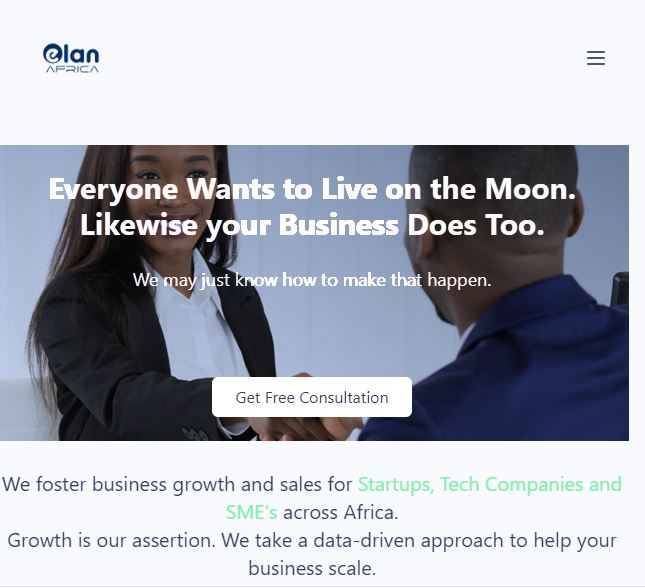 elan
AFRICA
Everyone Wants to Live on the Moon.
Likewise your Business Does Too.
We may just know how to make that happen.
Get Free Consultation
We foster business growth and sales for Startups, Tech Companies and
SME's across Africa.
Growth is our assertion. We take a data-driven approach to help your
business scale.